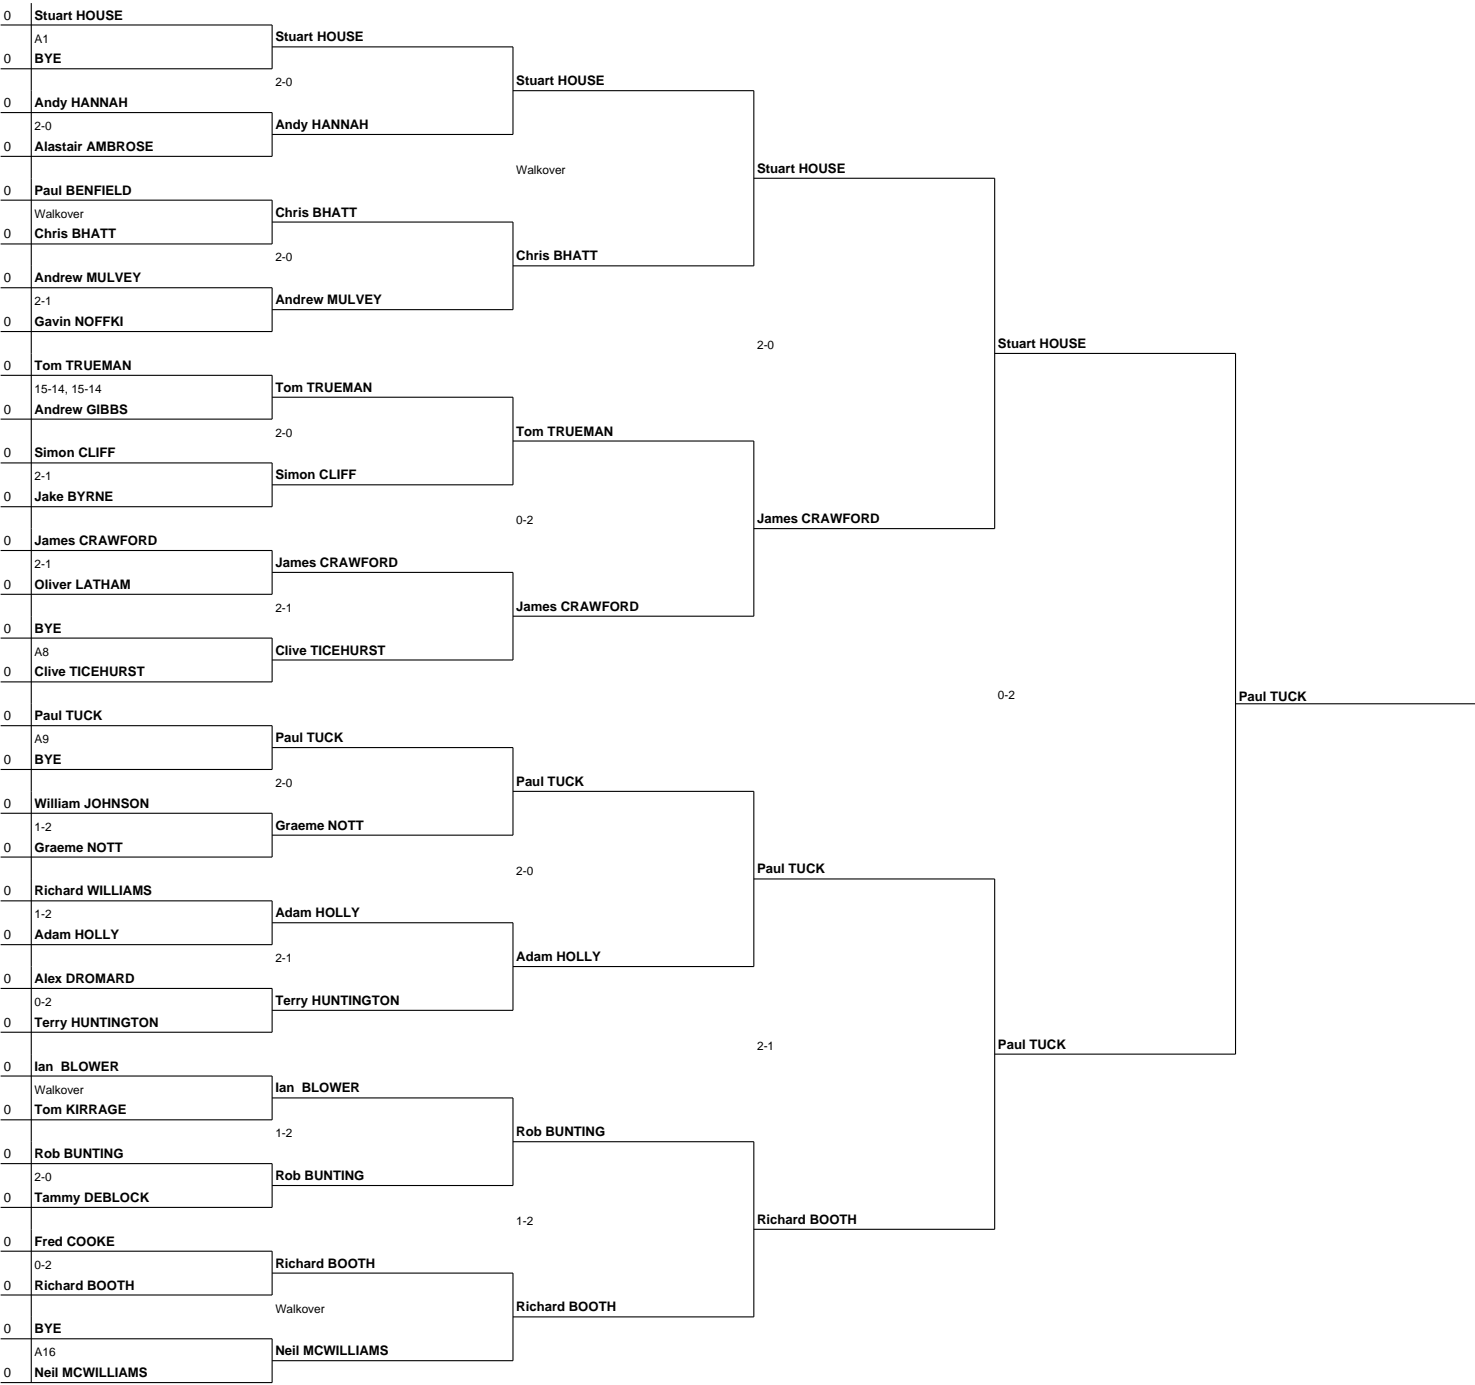 0 Stuart HOUSE
A1
0 BYE
0 Andy HANNAH
2-0
0 Alastair AMBROSE
0 Paul BENFIELD
Walkover
0 Chris BHATT
0 Andrew MULVEY
2-1
0 Gavin NOFFKI
0 Tom TRUEMAN
15-14, 15-14
0 Andrew GIBBS
0 Simon CLIFF
2-1
0 Jake BYRNE
0 James CRAWFORD
2-1
0 Oliver LATHAM
0 BYE
A8
0 Clive TICEHURST
0 Paul TUCK
A9
0 BYE
0 William JOHNSON
1-2
0 Graeme NOTT
0 Richard WILLIAMS
1-2
0 Adam HOLLY
0 Alex DROMARD
0-2
0 Terry HUNTINGTON
0 Ian  BLOWER
Walkover
0 Tom KIRRAGE
0 Rob BUNTING
2-0
0 Tammy DEBLOCK
0 Fred COOKE
0-2
0 Richard BOOTH
0 BYE
A16
0 Neil MCWILLIAMS
Stuart HOUSE
2-0
Andy HANNAH
Chris BHATT
2-0
Andrew MULVEY
Tom TRUEMAN
2-0
Simon CLIFF
James CRAWFORD
2-1
Clive TICEHURST
Paul TUCK
2-0
Graeme NOTT
Adam HOLLY
2-1
Terry HUNTINGTON
Ian  BLOWER
1-2
Rob BUNTING
Richard BOOTH
Walkover
Neil MCWILLIAMS
Stuart HOUSE
Walkover
Chris BHATT
Tom TRUEMAN
0-2
James CRAWFORD
Paul TUCK
2-0
Adam HOLLY
Rob BUNTING
1-2
Richard BOOTH
Stuart HOUSE
2-0
James CRAWFORD
Paul TUCK
2-1
Richard BOOTH
Stuart HOUSE
0-2
Paul TUCK
Paul TUCK